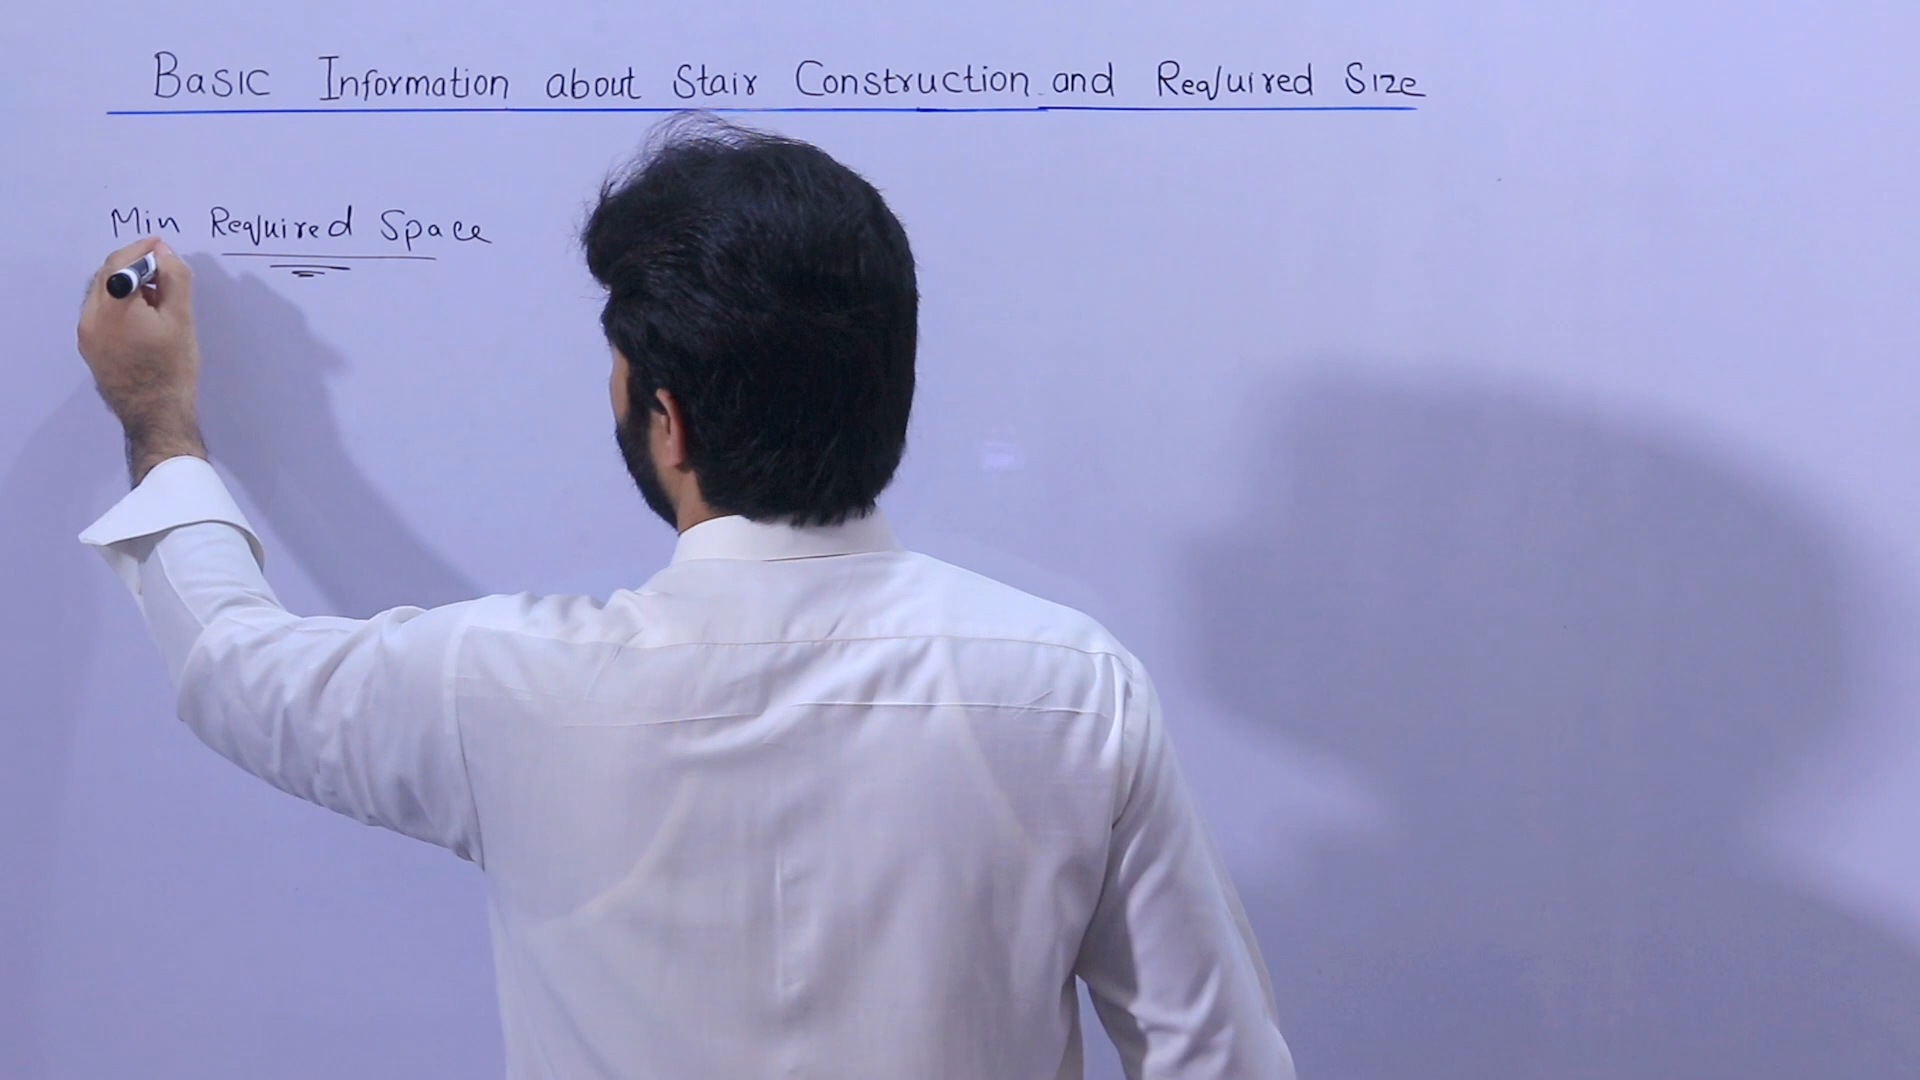 Basic Information about Stair Construction and Required Size
Min Required Space